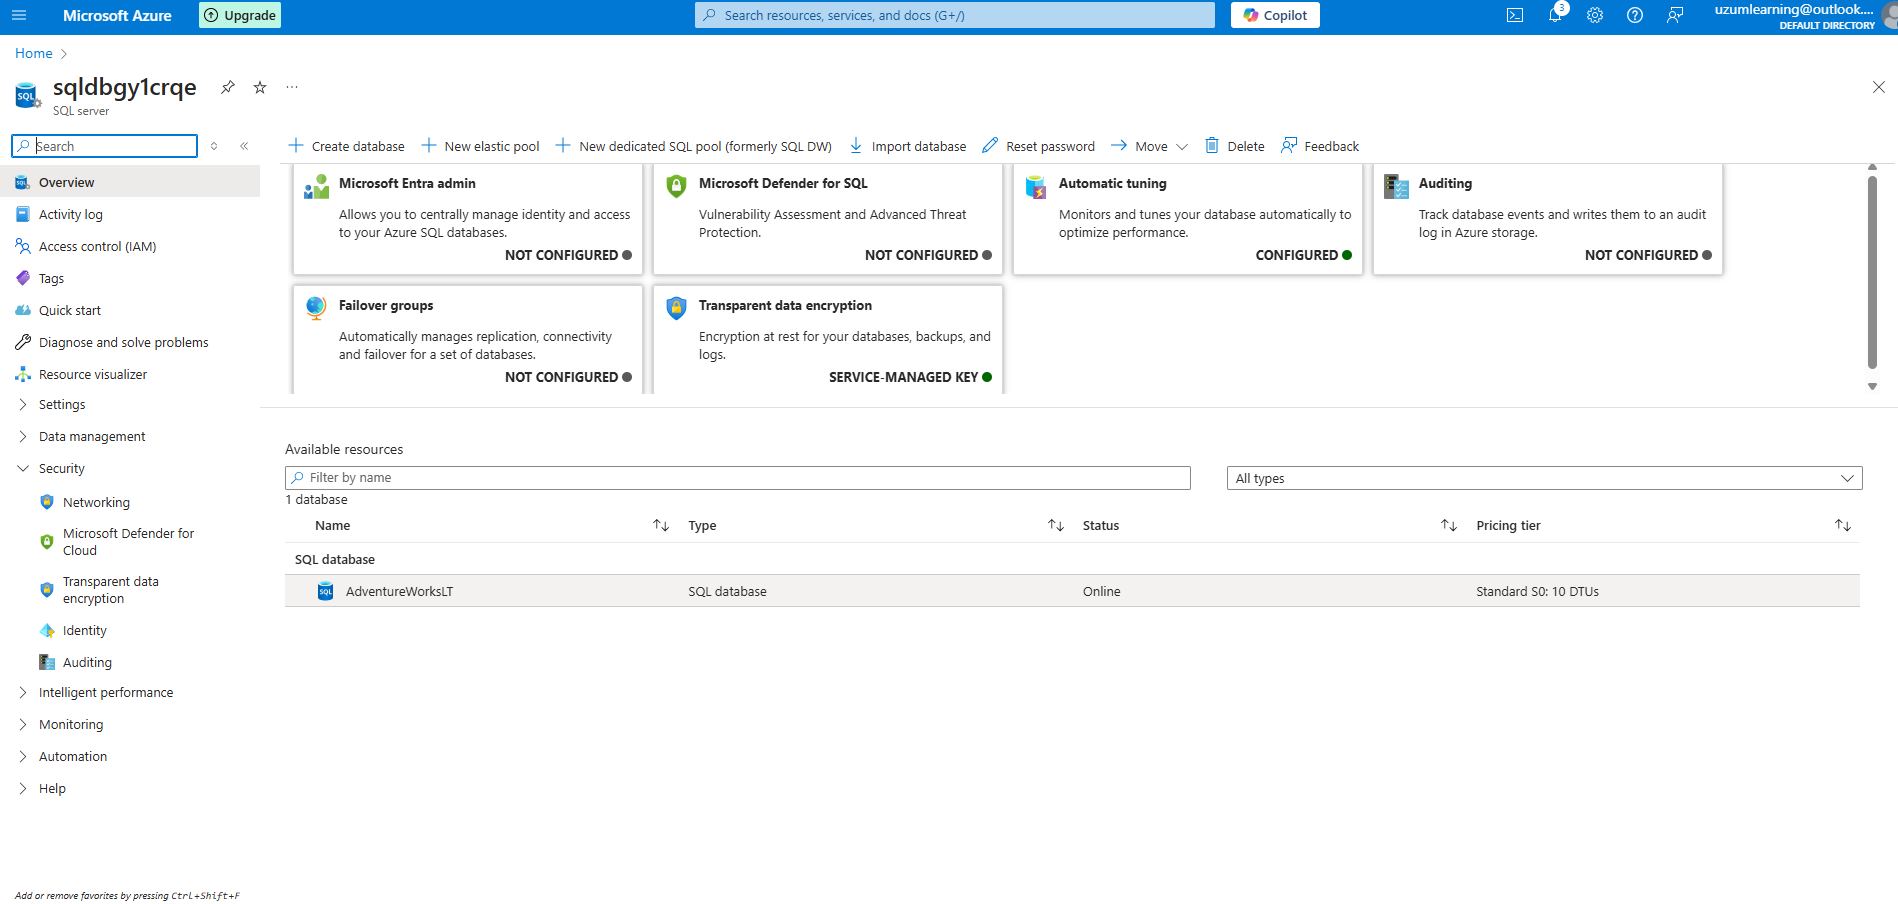 Microsoft Azure
Upgrade
Search resources, services, and docs (G+/)
Copilot
3
uzumlearning@outlook....
DEFAULT DIRECTORY
Home
sqldbgy1crqe
SQL server
Search
Create database
New elastic pool
New dedicated SQL pool (formerly SQL DW)
Import database
Reset password
Move
Delete
Feedback
Overview
Activity log
Access control (IAM)
Tags
Quick start
Diagnose and solve problems
Resource visualizer
Settings
Data management
Security
Networking
Microsoft Defender for
Cloud
Transparent data
encryption
Identity
Auditing
Intelligent performance
Monitoring
Automation
Help
Add or remove favorites by pressing Ctrl+Shift+F
Microsoft Entra admin
Allows you to centrally manage identity and access
to your Azure SQL databases.
NOT CONFIGURED
Microsoft Defender for SQL
Vulnerability Assessment and Advanced Threat
Protection.
NOT CONFIGURED
Automatic tuning
Monitors and tunes your database automatically to
optimize performance.
CONFIGURED
Auditing
Track database events and writes them to an audit
log in Azure storage.
NOT CONFIGURED
Failover groups
Automatically manages replication, connectivity
and failover for a set of databases.
NOT CONFIGURED
Transparent data encryption
Encryption at rest for your databases, backups, and
logs.
SERVICE-MANAGED KEY
Available resources
Filter by name
All types
1 database
Name
Type
Status
Pricing tier
SQL database
AdventureWorksLT
SQL database
Online
Standard S0: 10 DTUs